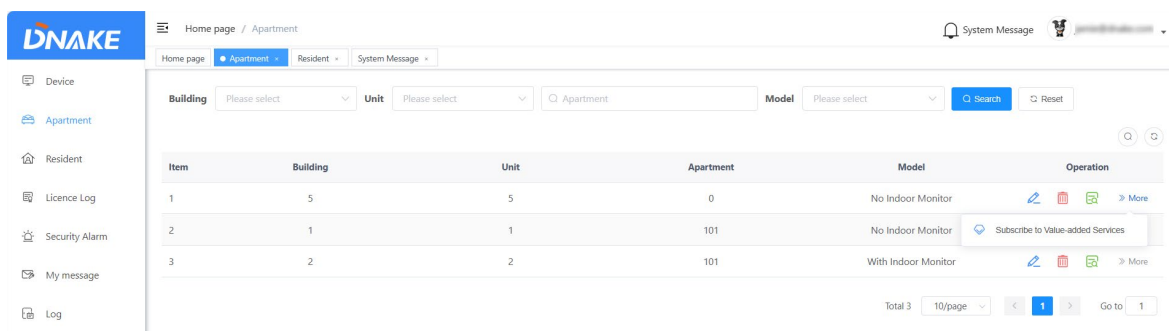 DNAKE
Home page / Apartment
System Message
Home page Apartment × Resident × System Message ×
Device
Apartment
Resident
Licence Log
Security Alarm
My message
Log
Building Please select Unit Please select Apartment Model Please select Search Reset
Item Building Unit Apartment Model Operation
1 5 5 0 No Indoor Monitor More
2 1 1 101 No Indoor Monitor
Subscribe to Value-added Services
3 2 2 101 With Indoor Monitor More
Total 3 10/page < 1 > Go to 1